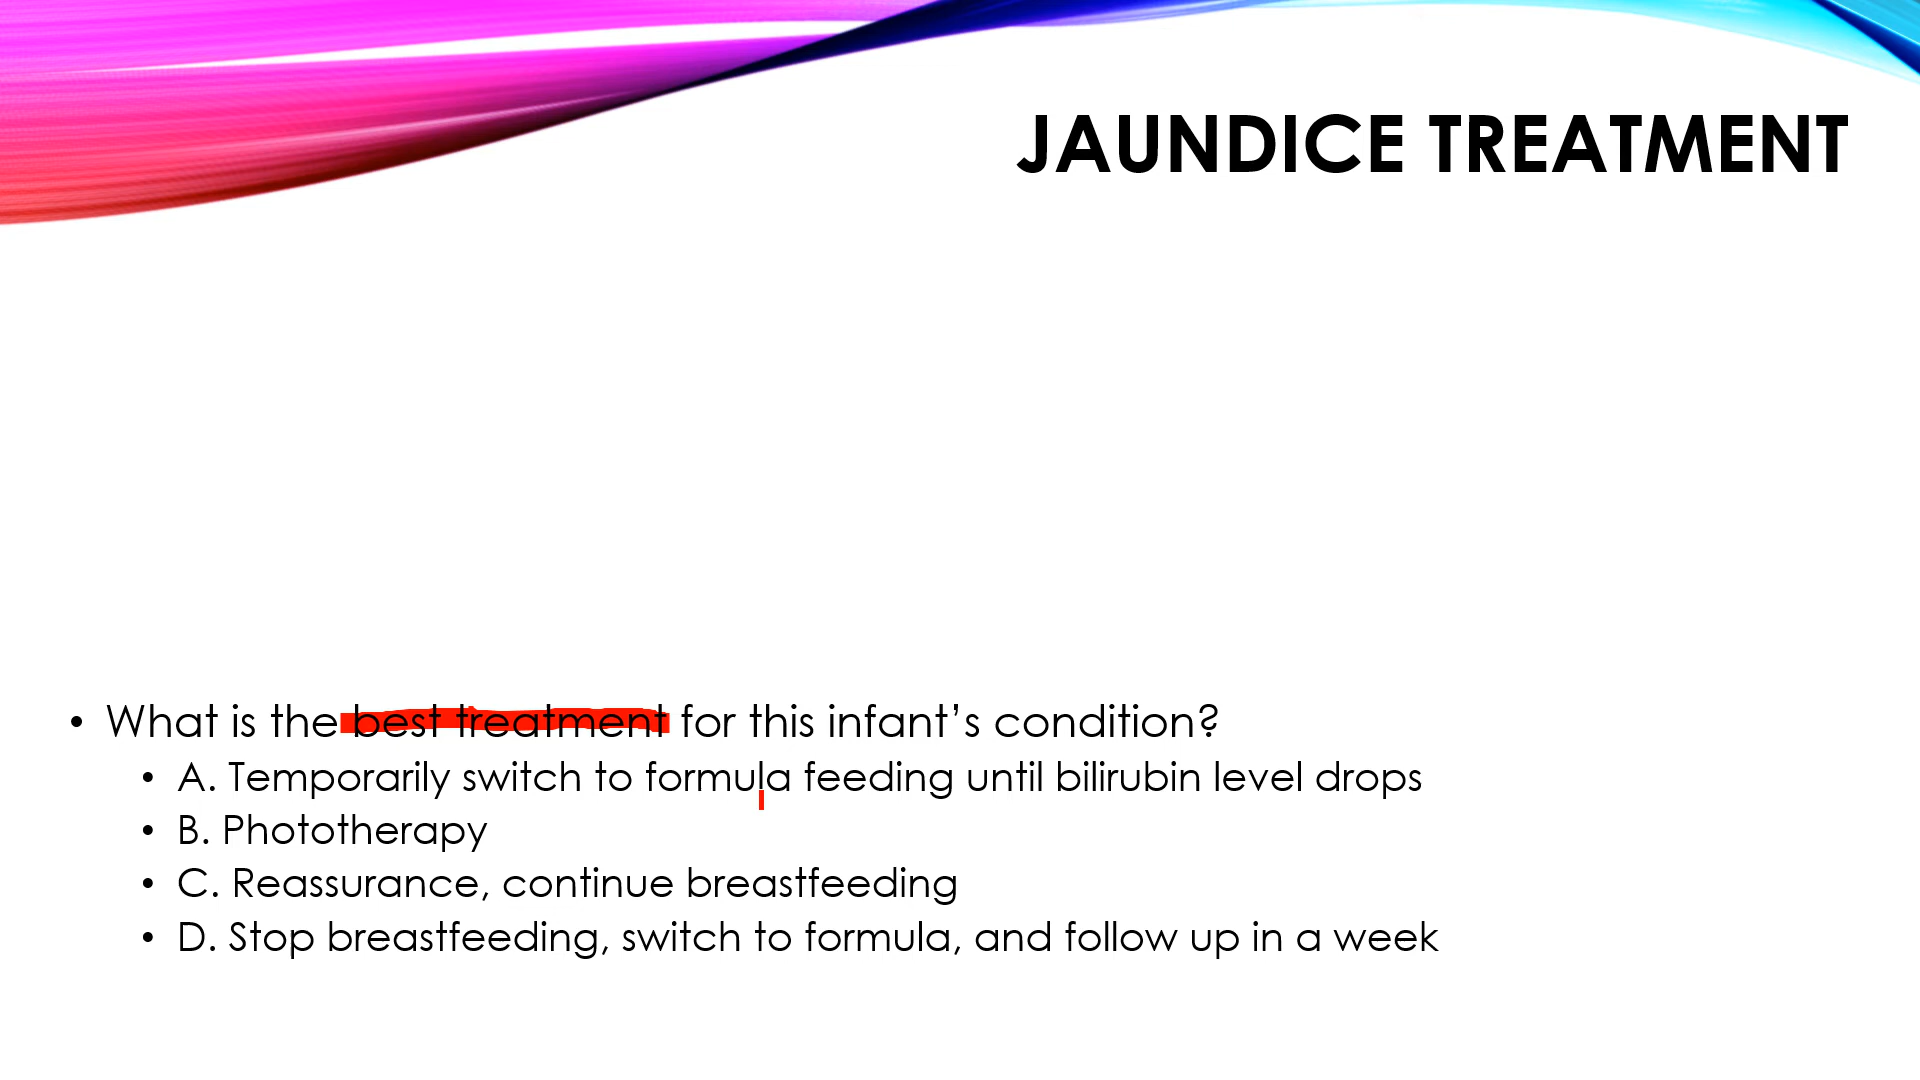 JAUNDICE TREATMENT
• What is the best treatment for this infant’s condition?
• A. Temporarily switch to formula feeding until bilirubin level drops
• B. Phototherapy
• C. Reassurance, continue breastfeeding
• D. Stop breastfeeding, switch to formula, and follow up in a week